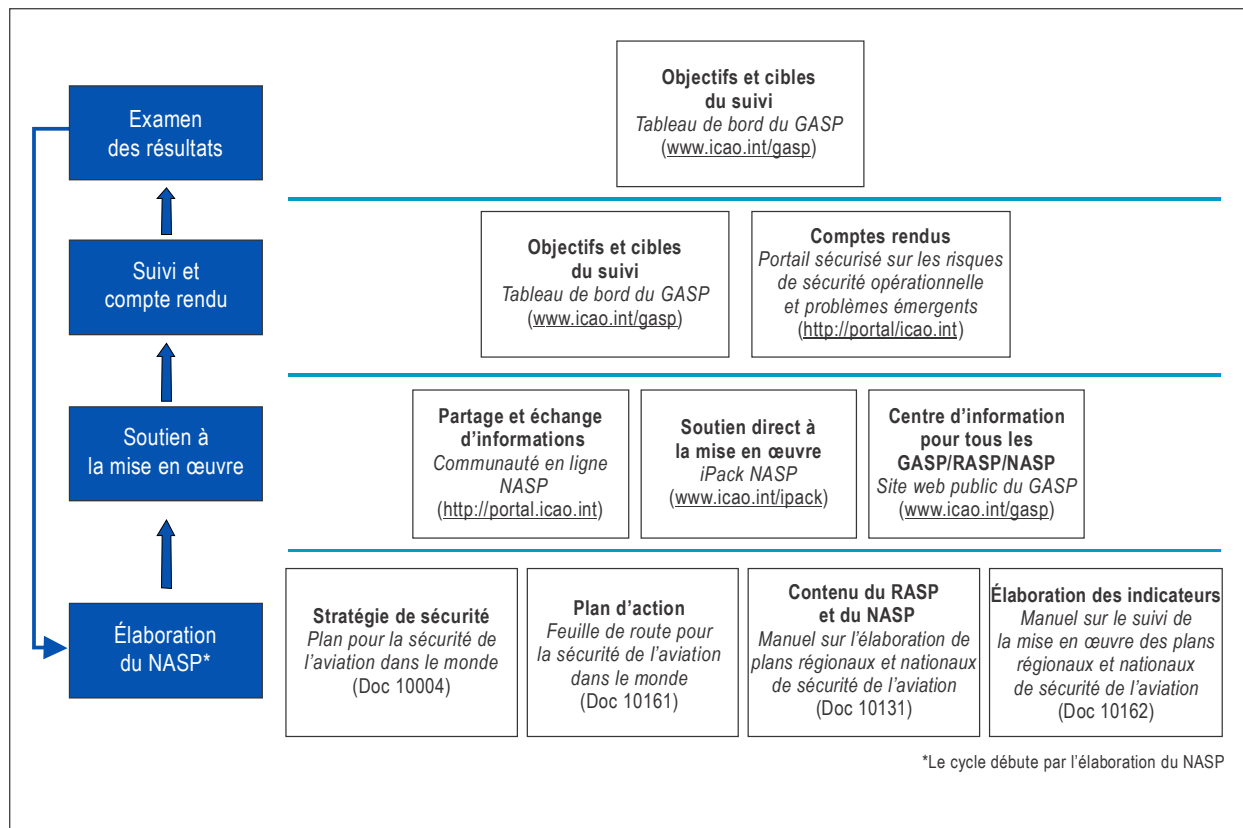 Examen
des résultats
Objectifs et cibles
du suivi
Tableau de bord du GASP
(www.icao.int/gasp)
Suivi et
compte rendu
Objectifs et cibles
du suivi
Tableau de bord du GASP
(www.icao.int/gasp)
Comptes rendus
Portail sécurisé sur les risques
de sécurité opérationnelle
et problèmes émergents
(http://portal/icao.int)
Soutien à
la mise en œuvre
Partage et échange
d’informations
Communauté en ligne
NASP
(http://portal.icao.int)
Soutien direct à
la mise en œuvre
iPack NASP
(www.icao.int/ipack)
Centre d’information
pour tous les
GASP/RASP/NASP
Site web public du GASP
(www.icao.int/gasp)
Élaboration
du NASP*
Stratégie de sécurité
Plan pour la sécurité de
l’aviation dans le monde
(Doc 10004)
Plan d’action
Feuille de route pour
la sécurité de l’aviation
dans le monde
(Doc 10161)
Contenu du RASP
et du NASP
Manuel sur l’élaboration de
plans régionaux et nationaux
de sécurité de l’aviation
(Doc 10131)
Élaboration des indicateurs
Manuel sur le suivi de
la mise en œuvre des plans
régionaux et nationaux
de sécurité de l’aviation
(Doc 10162)
*Le cycle débute par l’élaboration du NASP